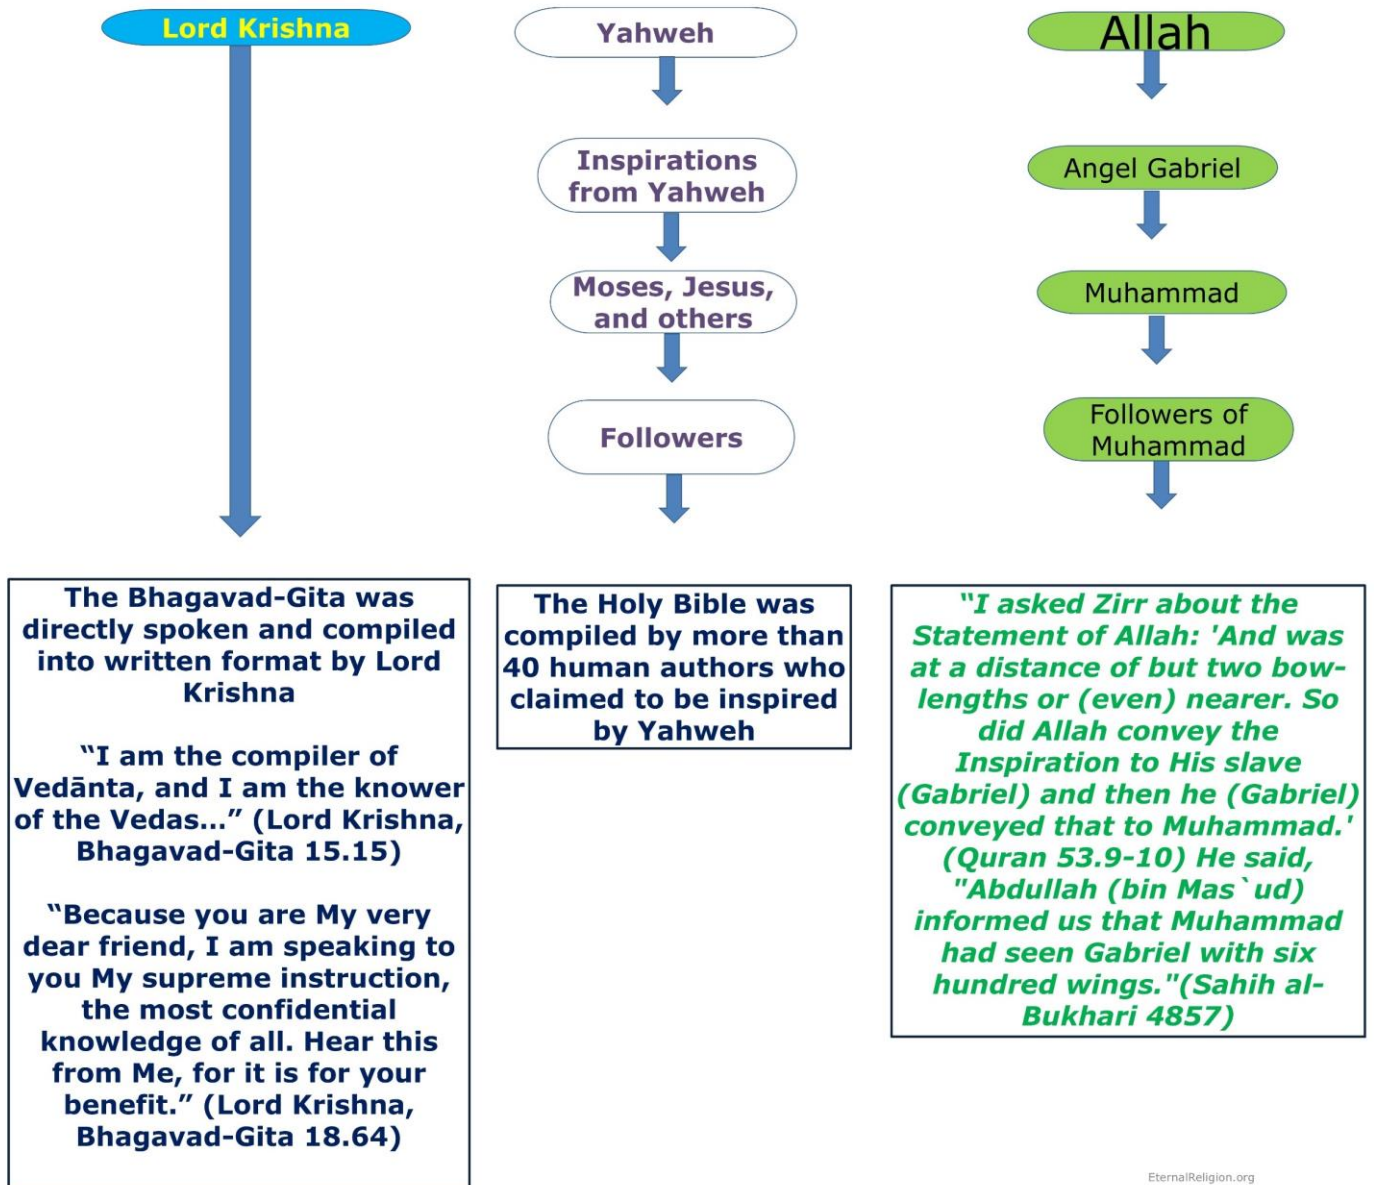 Lord Krishna
The Bhagavad-Gita was
directly spoken and compiled
into written format by Lord
Krishna
“I am the compiler of
Vedānta, and I am the knower
of the Vedas...” (Lord Krishna,
Bhagavad-Gita 15.15)
“Because you are My very
dear friend, I am speaking to
you My supreme instruction,
the most confidential
knowledge of all. Hear this
from Me, for it is for your
benefit.” (Lord Krishna,
Bhagavad-Gita 18.64)
Yahweh
Inspirations
from Yahweh
Moses, Jesus,
and others
Followers
The Holy Bible was
compiled by more than
40 human authors who
claimed to be inspired
by Yahweh
Allah
Angel Gabriel
Muhammad
Followers of
Muhammad
“I asked Zirr about the
Statement of Allah: 'And was
at a distance of but two bow-
lengths or (even) nearer. So
did Allah convey the
Inspiration to His slave
(Gabriel) and then he (Gabriel)
conveyed that to Muhammad.'
(Quran 53.9-10) He said,
"Abdullah (bin Mas`ud)
informed us that Muhammad
had seen Gabriel with six
hundred wings."(Sahih al-
Bukhari 4857)
EternalReligion.org